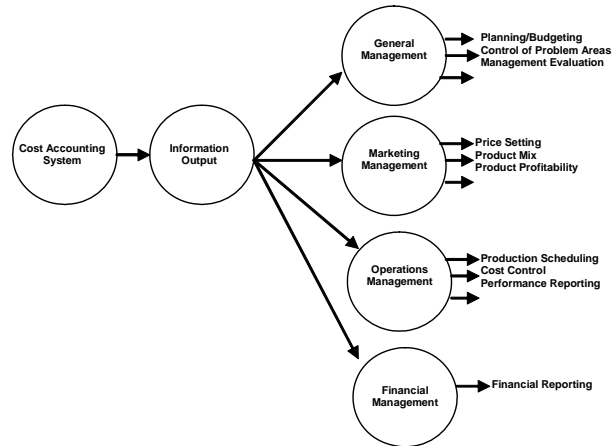 Cost Accounting
System
Information
Output
General
Management
Planning/Budgeting
Control of Problem Areas
Management Evaluation
Marketing
Management
Price Setting
Product Mix
Product Profitability
Operations
Management
Production Scheduling
Cost Control
Performance Reporting
Financial
Management
Financial Reporting